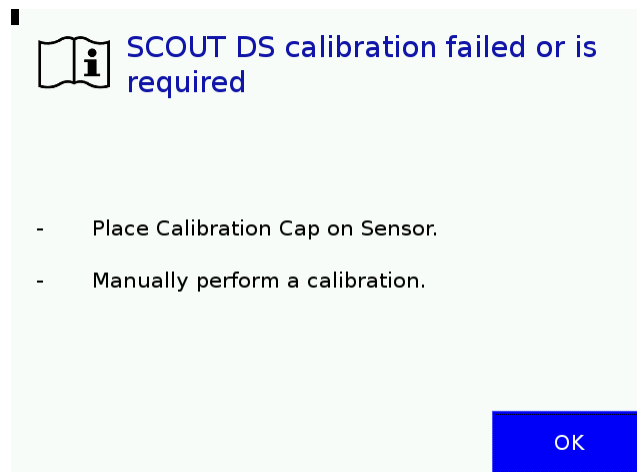 SCOUT DS calibration failed or is
required
- Place Calibration Cap on Sensor.
- Manually perform a calibration.
OK